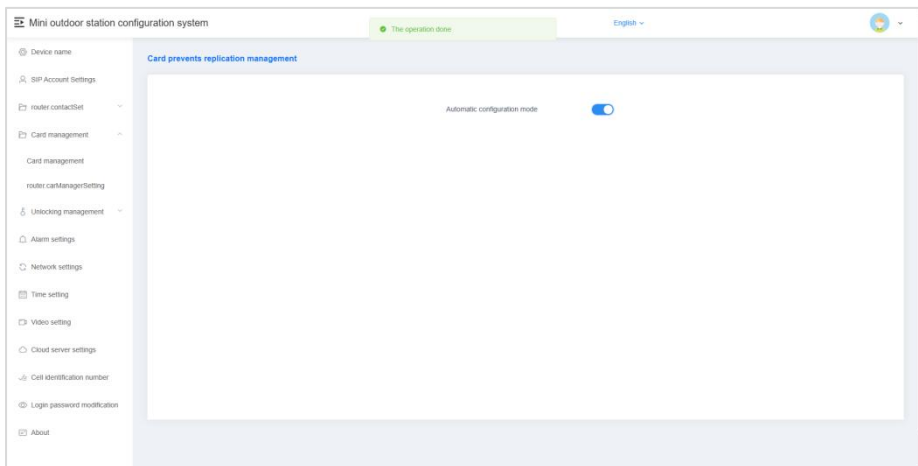 Mini outdoor station configuration system
The operation done
English
Device name
SIP Account Settings
router.contactSet
Card management
Card management
router.carManagerSetting
Unlocking management
Alarm settings
Network settings
Time setting
Video setting
Cloud server settings
Cell identification number
Login password modification
About
Card prevents replication management
Automatic configuration mode